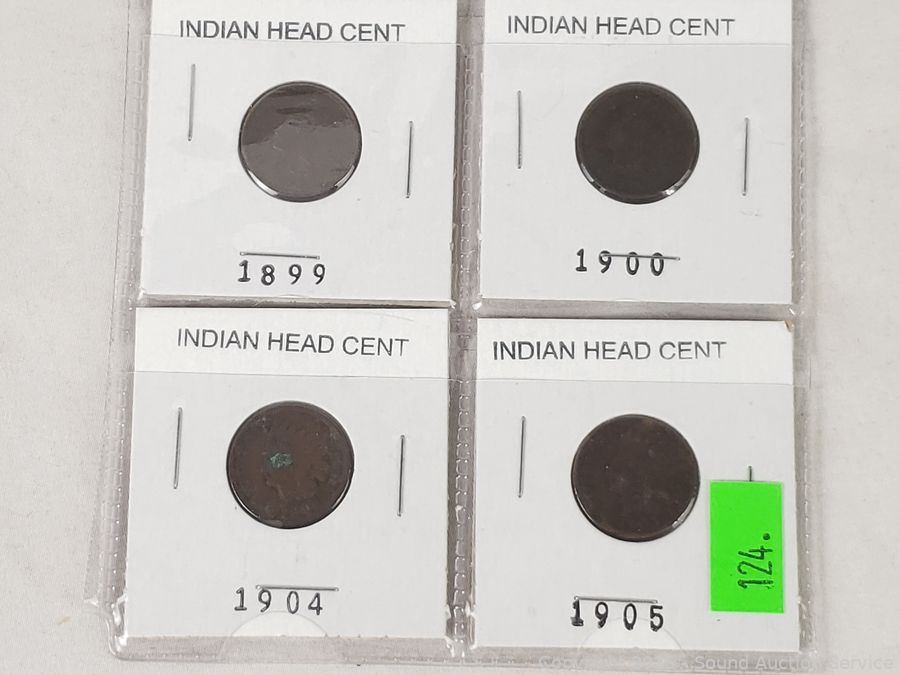 INDIAN HEAD CENT
INDIAN HEAD CENT
1899
1900
INDIAN HEAD CENT
INDIAN HEAD CENT
1904
1905
124.
Sound Auction Service